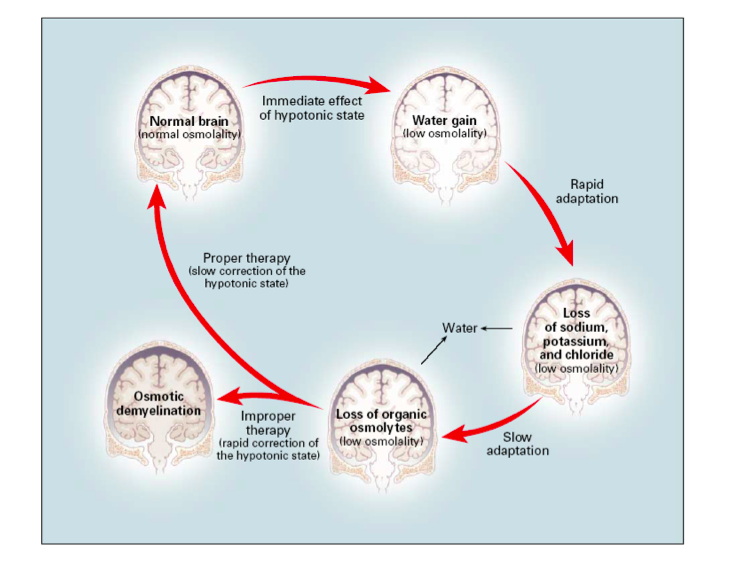 Normal brain
(normal osmolality)
Immediate effect
of hypotonic state
Water gain
(low osmolality)
Rapid
adaptation
Loss
of sodium,
potassium,
and chloride
(low osmolality)
Water
Slow
adaptation
Loss of organic
osmolytes
(low osmolality)
Proper therapy
(slow correction of the
hypotonic state)
Improper
therapy
(rapid correction of
the hypotonic state)
Osmotic
demyelination